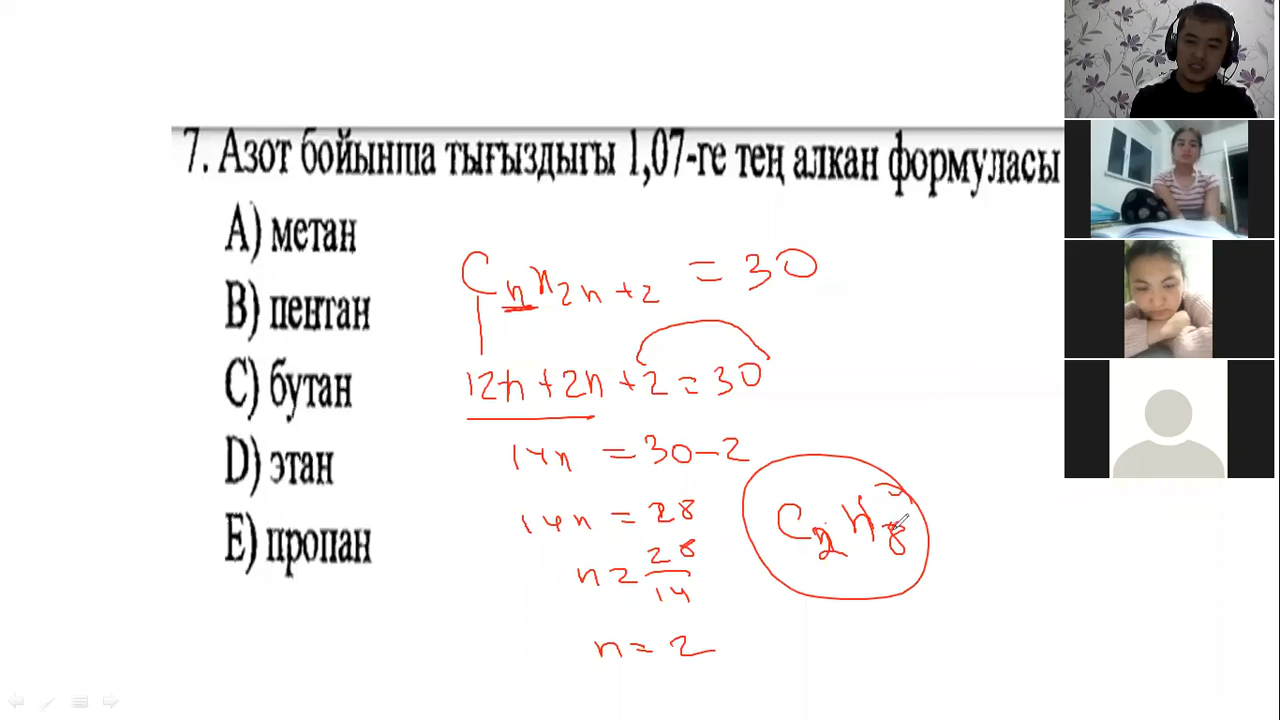 7. Азот бойынша тығыздығы 1,07-ге тең алкан формуласы
A) метан
B) пентан
C) бутан
D) этан
E) пропан
CnH2n+2 = 30
12n+2n+2=30
14n = 30-2
14n = 28
n=28/14
n=2